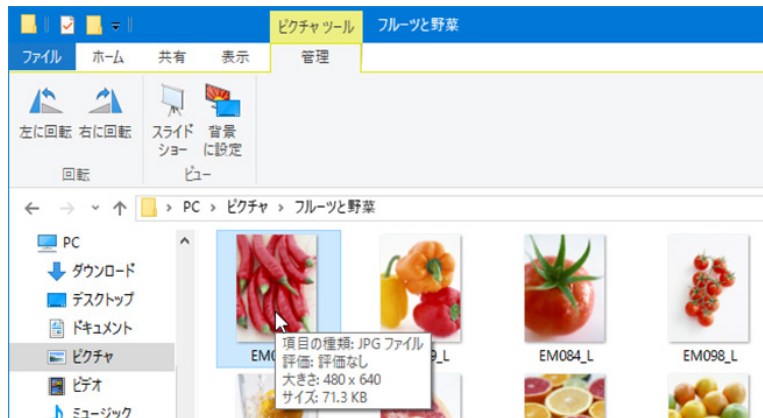 ピクチャ ツール
フルーツと野菜
ファイル ホーム 共有 表示 管理
左に回転 右に回転 スライド 背景
ショー に設定
回転 ビュー
PC › ピクチャ › フルーツと野菜
PC
ダウンロード
デスクトップ
ドキュメント
ピクチャ
ビデオ
ミュージック
項目の種類: JPG ファイル
評価: 評価なし
大きさ: 480 x 640
サイズ: 71.3 KB
EM084_L
EM098_L